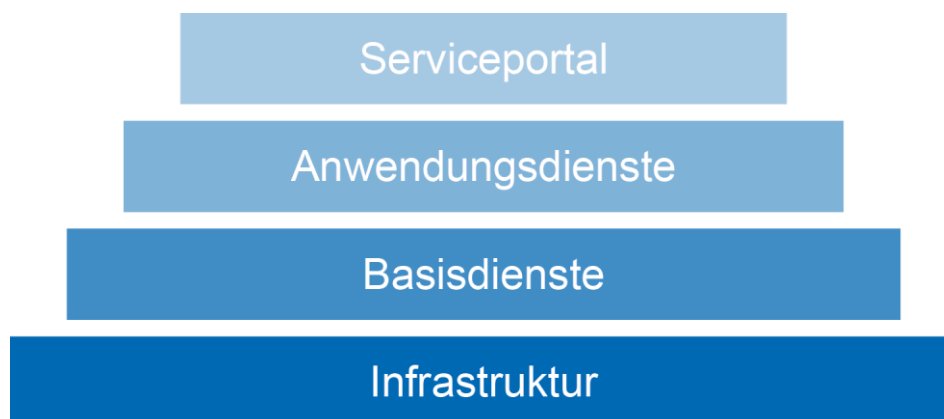 Serviceportal
Anwendungsdienste
Basisdienste
Infrastruktur